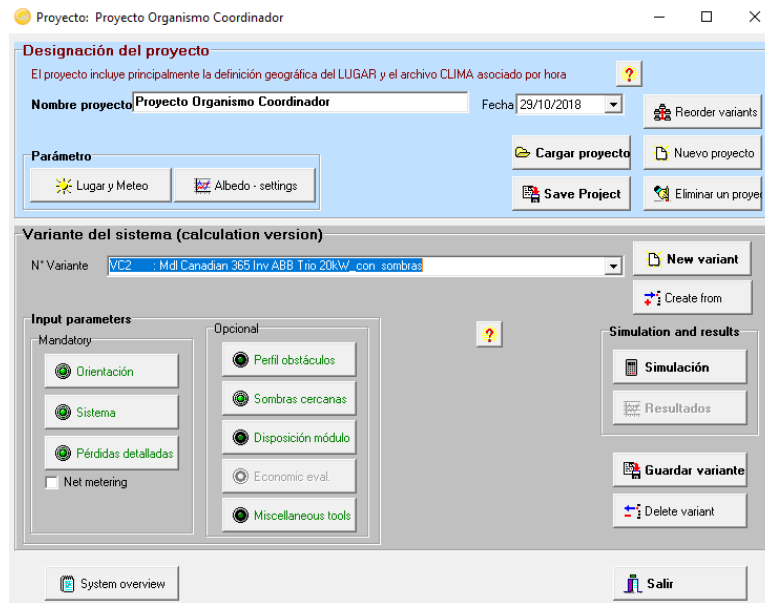 Proyecto: Proyecto Organismo Coordinador
Designación del proyecto
El proyecto incluye principalmente la definición geográfica del LUGAR y el archivo CLIMA asociado por hora
?
Nombre proyecto Proyecto Organismo Coordinador
Fecha 29/10/2018
Reorder variants
Parámetro
Cargar proyecto
Nuevo proyecto
Lugar y Meteo
Albedo - settings
Save Project
Eliminar un proyec
Variante del sistema (calculation version)
N° Variante VC2 : Mdl Canadian 365 Inv ABB Trio 20kW_con sombras
New variant
Create from
Input parameters
Mandatory
Opcional
?
Simulation and results
Orientación
Perfil obstáculos
Simulación
Sistema
Sombras cercanas
Resultados
Pérdidas detalladas
Disposición módulo
Net metering
Economic eval.
Guardar variante
Miscellaneous tools
Delete variant
System overview
Salir